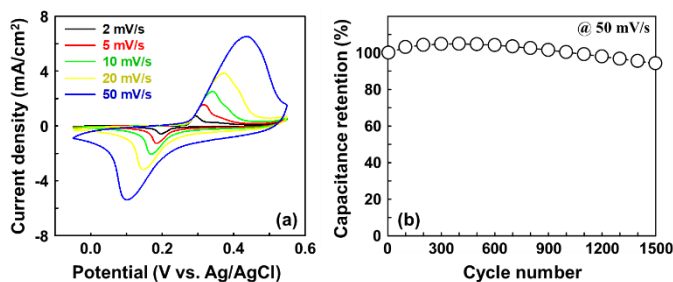 8
4
0
-4
-8
Current density (mA/cm²)
2 mV/s
5 mV/s
10 mV/s
20 mV/s
50 mV/s
(a)
0.0 0.2 0.4 0.6
Potential (V vs. Ag/AgCl)
120
100
80
60
40
20
0
Capacitance retention (%)
@ 50 mV/s
(b)
0 300 600 900 1200 1500
Cycle number